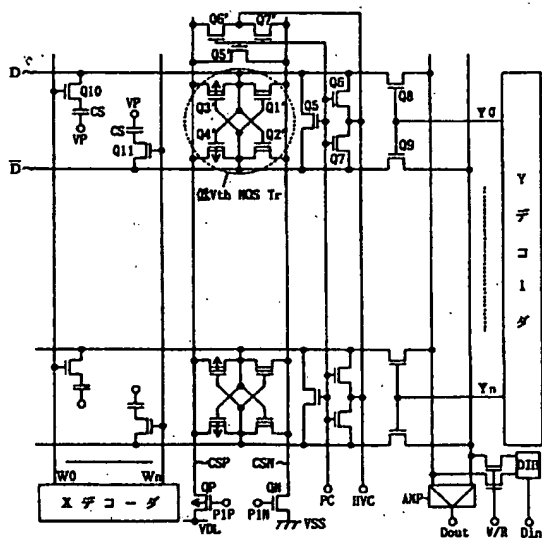 Q6' Q7'
Q5'
D
Q10
CS
VP
VP
CS
Q11
Q3
Q1
Q4
Q2
Q5
Q6
Q7
Q8
Q9
Y0
Yデコーダ
D
低Vth MOS Tr
Yn
W0
Wn
Xデコーダ
CSP
CSN
QP
P1P
VDL
P1N
QN
VSS
PC
HVC
AMP
Dout
W/R
DIB
Din